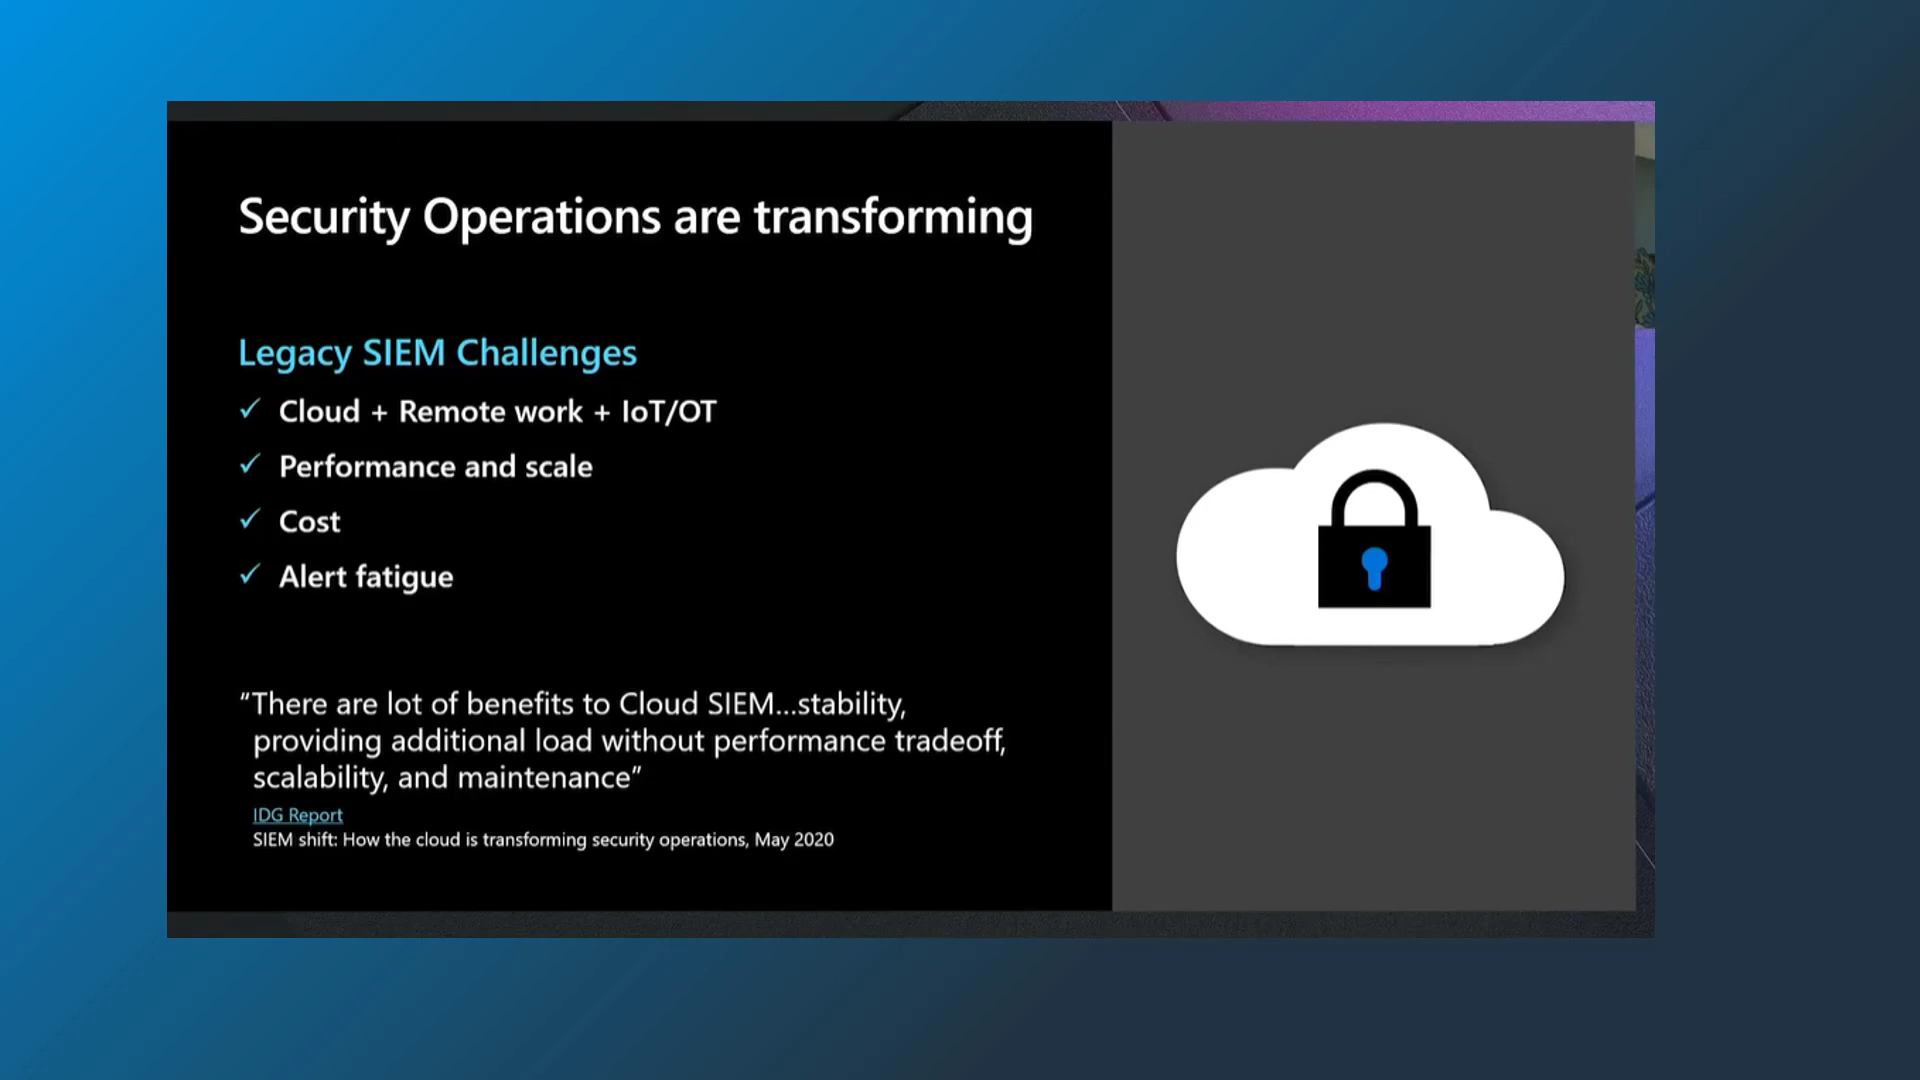 Security Operations are transforming
Legacy SIEM Challenges
✓ Cloud + Remote work + IoT/OT
✓ Performance and scale
✓ Cost
✓ Alert fatigue
“There are lot of benefits to Cloud SIEM...stability,
providing additional load without performance tradeoff,
scalability, and maintenance”
IDG Report
SIEM shift: How the cloud is transforming security operations, May 2020